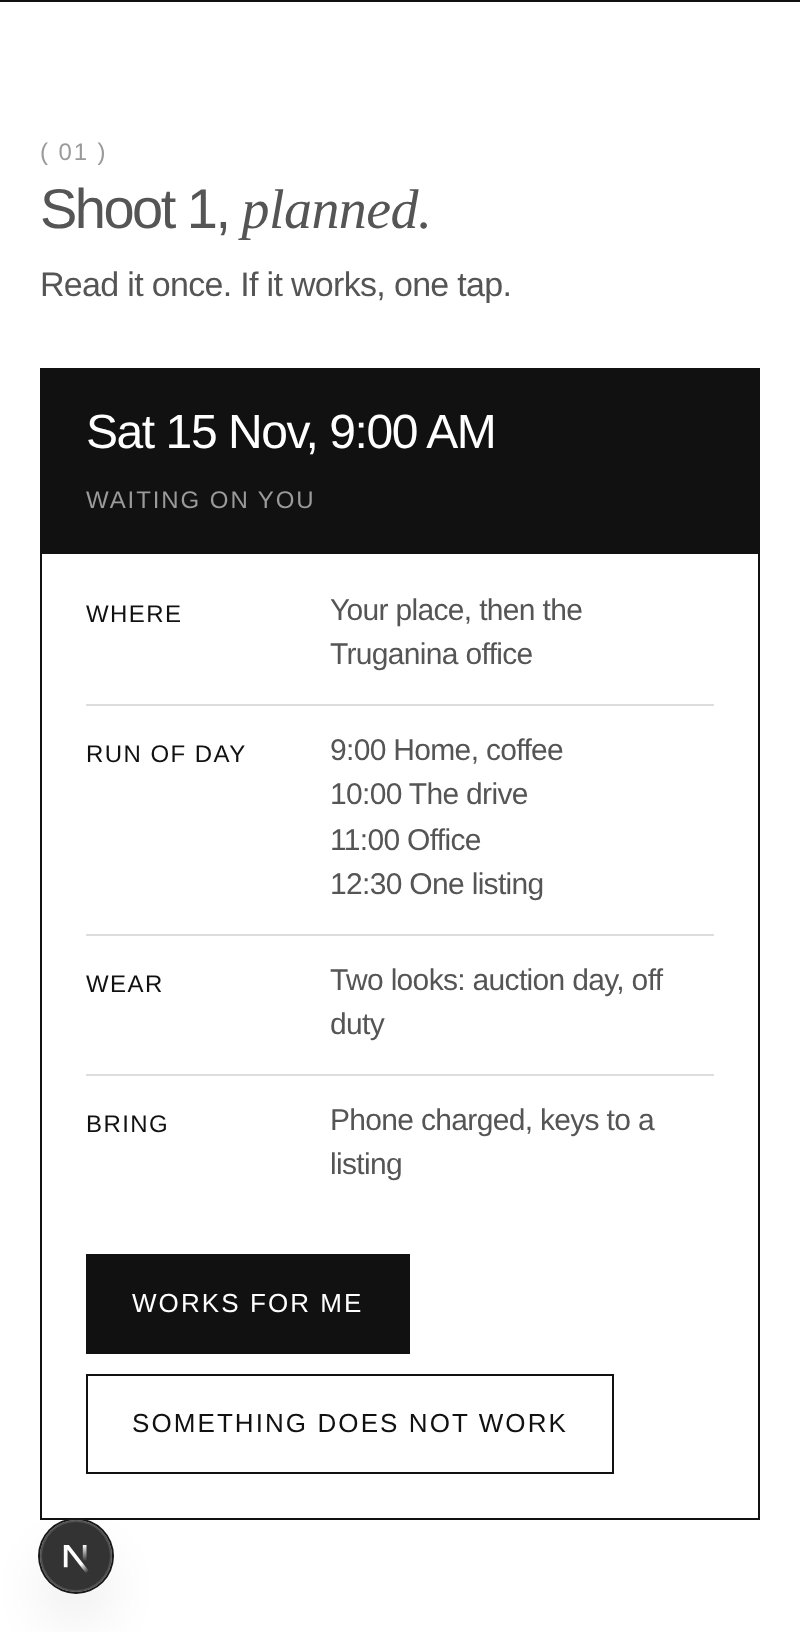 ( 01 )
Shoot 1, planned.
Read it once. If it works, one tap.
Sat 15 Nov, 9:00 AM
WAITING ON YOU
WHERE
Your place, then the
Truganina office
RUN OF DAY
9:00 Home, coffee
10:00 The drive
11:00 Office
12:30 One listing
WEAR
Two looks: auction day, off
duty
BRING
Phone charged, keys to a
listing
WORKS FOR ME
SOMETHING DOES NOT WORK
N